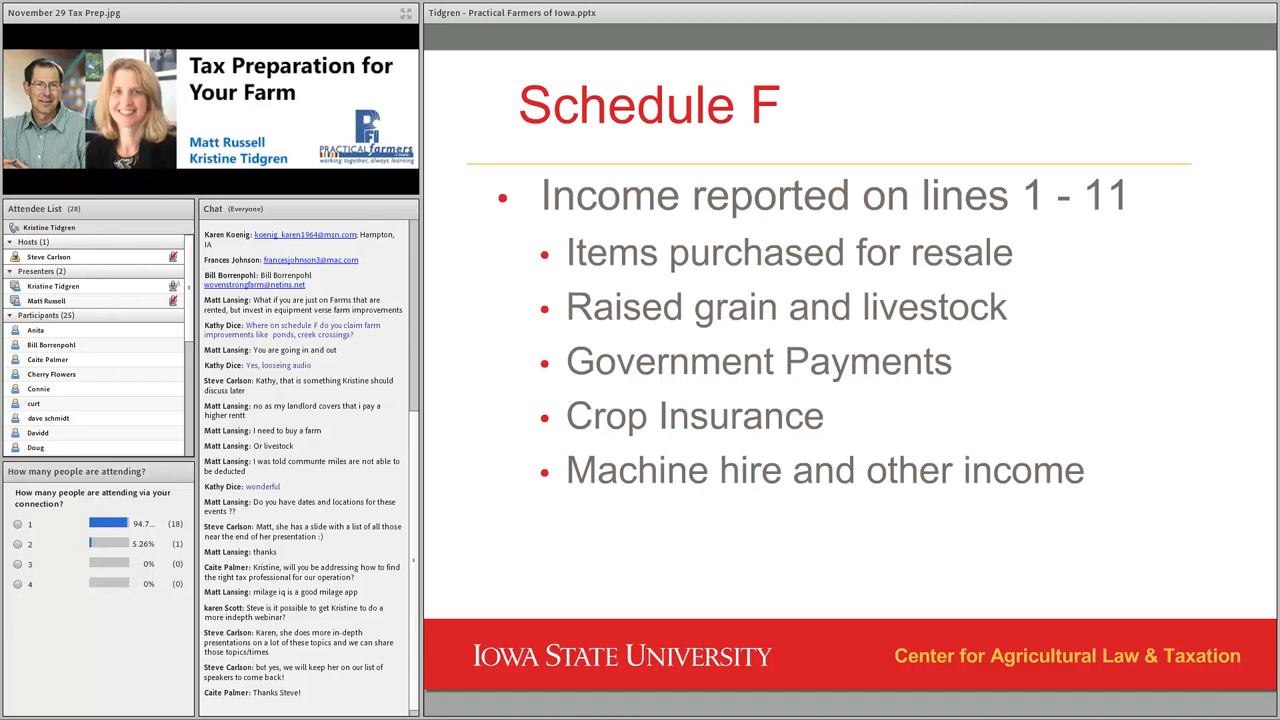 November 29 Tax Prep.jpg
Tax Preparation for
Your Farm
Matt Russell
Kristine Tidgren
PFI
PRACTICAL farmers
working together, always learning
Attendee List (28)
Kristine Tidgren
Hosts (1)
Steve Carlson
Presenters (2)
Kristine Tidgren
Matt Russell
Participants (25)
Anita
Bill Borrenpohl
Caite Palmer
Cherry Flowers
Connie
curt
dave schmidt
Davidd
Doug
How many people are attending?
How many people are attending via your
connection?
1 94.7... (18)
2 5.26% (1)
3 0% (0)
4 0% (0)
Chat (Everyone)
Karen Koenig: koenig_karen1964@msn.com; Hampton,
IA
Frances Johnson: francesjohnson3@mac.com
Bill Borrenpohl: Bill Borrenpohl
wovenstrongfarm@netins.net
Matt Lansing: What if you are just on Farms that are
rented, but invest in equipment verse farm improvements
Kathy Dice: Where on schedule F do you claim farm
improvements like ponds, creek crossings?
Matt Lansing: You are going in and out
Kathy Dice: Yes, looseing audio
Steve Carlson: Kathy, that is something Kristine should
discuss later
Matt Lansing: no as my landlord covers that i pay a
higher rentt
Matt Lansing: I need to buy a farm
Matt Lansing: Or livestock
Matt Lansing: I was told communte miles are not able to
be deducted
Kathy Dice: wonderful
Matt Lansing: Do you have dates and locations for these
events ??
Steve Carlson: Matt, she has a slide with a list of all those
near the end of her presentation :)
Matt Lansing: thanks
Caite Palmer: Kristine, will you be addressing how to find
the right tax professional for our operation?
Matt Lansing: milage iq is a good milage app
karen Scott: Steve is it possible to get Kristine to do a
more indepth webinar?
Steve Carlson: Karen, she does more in-depth
presentations on a lot of these topics and we can share
those topics/times
Steve Carlson: but yes, we will keep her on our list of
speakers to come back!
Caite Palmer: Thanks Steve!
Tidgren - Practical Farmers of Iowa.pptx
Schedule F
• Income reported on lines 1 - 11
• Items purchased for resale
• Raised grain and livestock
• Government Payments
• Crop Insurance
• Machine hire and other income
IOWA STATE UNIVERSITY
Center for Agricultural Law & Taxation